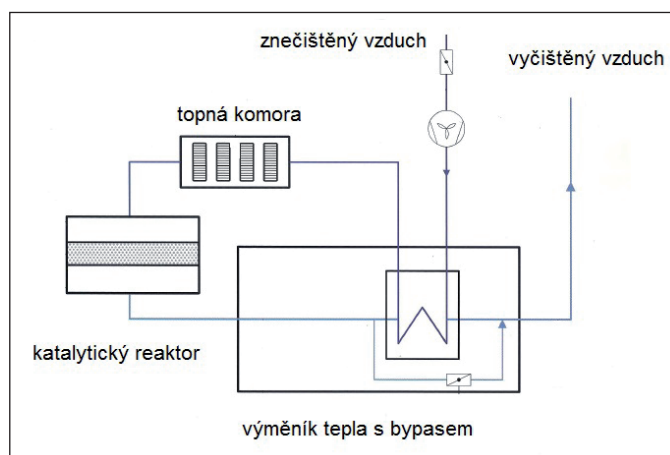 znečištěný vzduch
vyčištěný vzduch
topná komora
katalytický reaktor
výměník tepla s bypasem